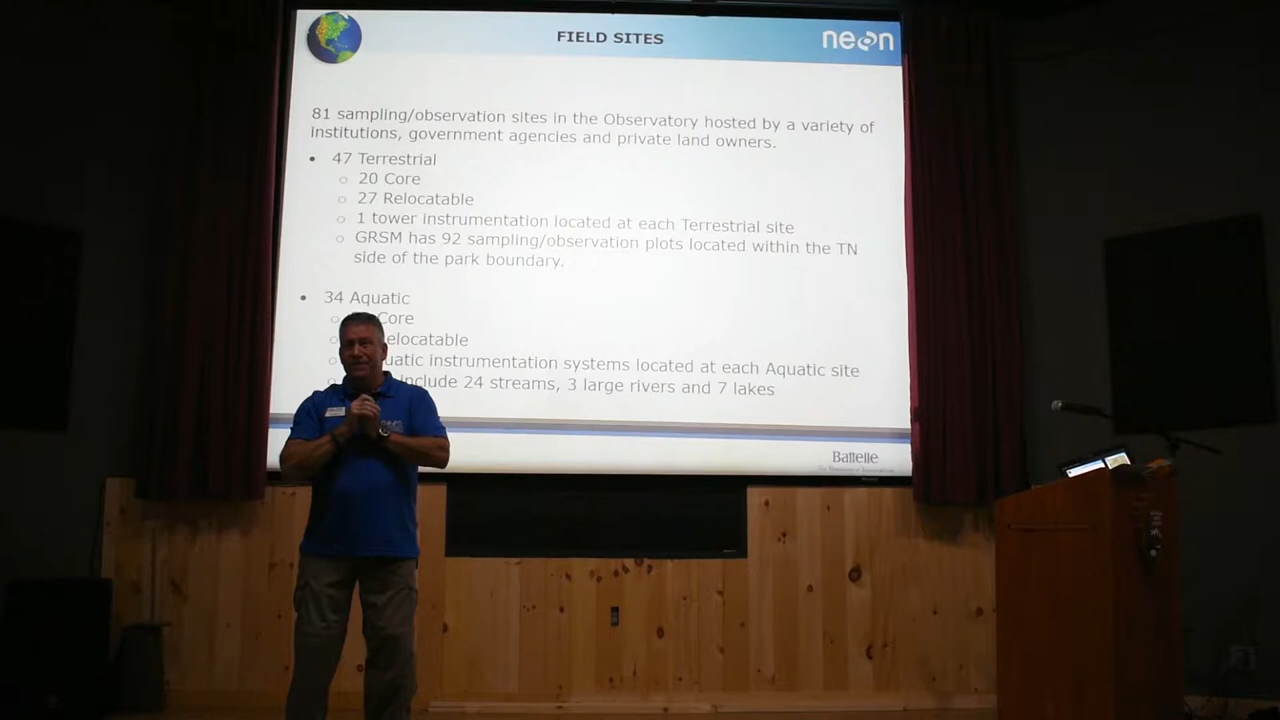 FIELD SITES
neon
81 sampling/observation sites in the Observatory hosted by a variety of
institutions, government agencies and private land owners.
• 47 Terrestrial
○ 20 Core
○ 27 Relocatable
○ 1 tower instrumentation located at each Terrestrial site
○ GRSM has 92 sampling/observation plots located within the TN
side of the park boundary.
• 34 Aquatic
○ Core
○ elocatable
○ uatic instrumentation systems located at each Aquatic site
○ include 24 streams, 3 large rivers and 7 lakes
Battelle